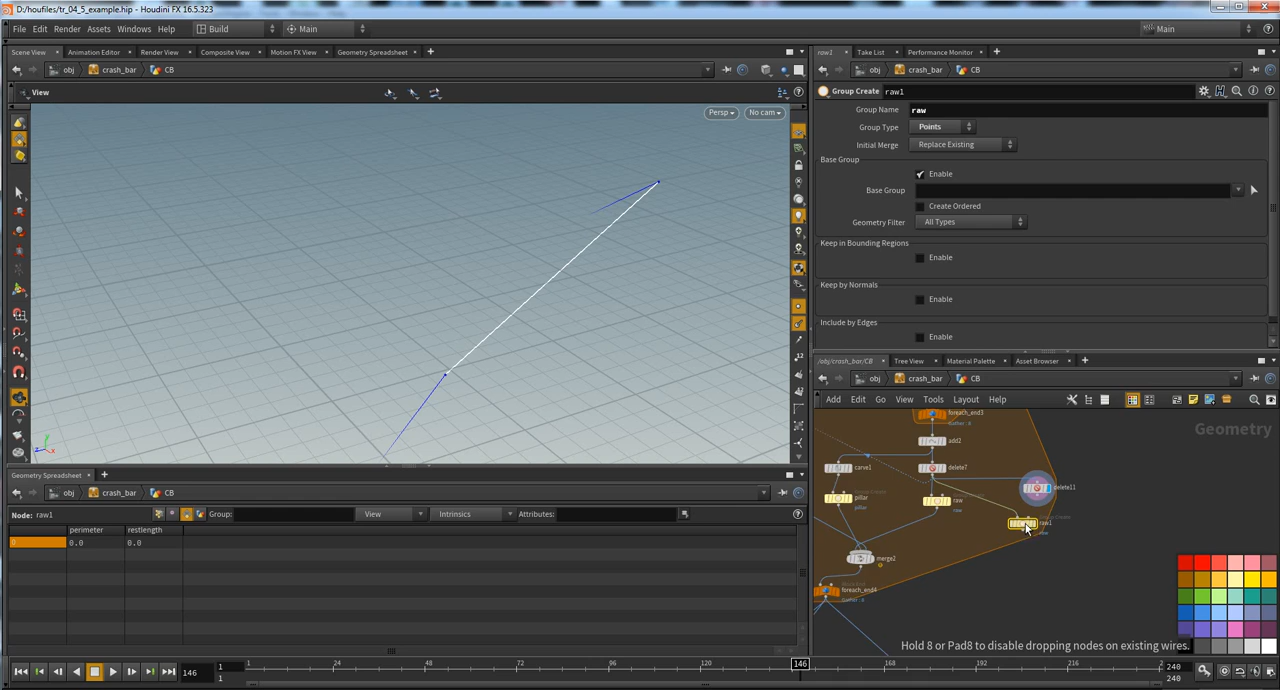 D:/houfiles/tr_04_5_example.hip - Houdini FX 16.5.323
File Edit Render Assets Windows Help Build Main Main
Scene View Animation Editor Render View Composite View Motion FX View Geometry Spreadsheet
obj crash_bar CB
View
Persp No cam
Geometry Spreadsheet
obj crash_bar CB
Node: raw1 Group: View Intrinsics Attributes:
perimeter restlength
0 0.0 0.0
raw1 Take List Performance Monitor
obj crash_bar CB
Group Create raw1
Group Name raw
Group Type Points
Initial Merge Replace Existing
Base Group
Enable
Base Group
Create Ordered
Geometry Filter All Types
Keep in Bounding Regions
Enable
Keep by Normals
Enable
Include by Edges
Enable
/obj/crash_bar/CB Tree View Material Palette Asset Browser
obj crash_bar CB
Add Edit Go View Tools Layout Help
Geometry
foreach_end3
add2
carve1 delete7
delete11
pillar raw
pillar raw
raw1
merge2
foreach_end4
Hold 8 or Pad8 to disable dropping nodes on existing wires.
146
1
1
1 24 48 72 96 120 146 168 192 216
240
240